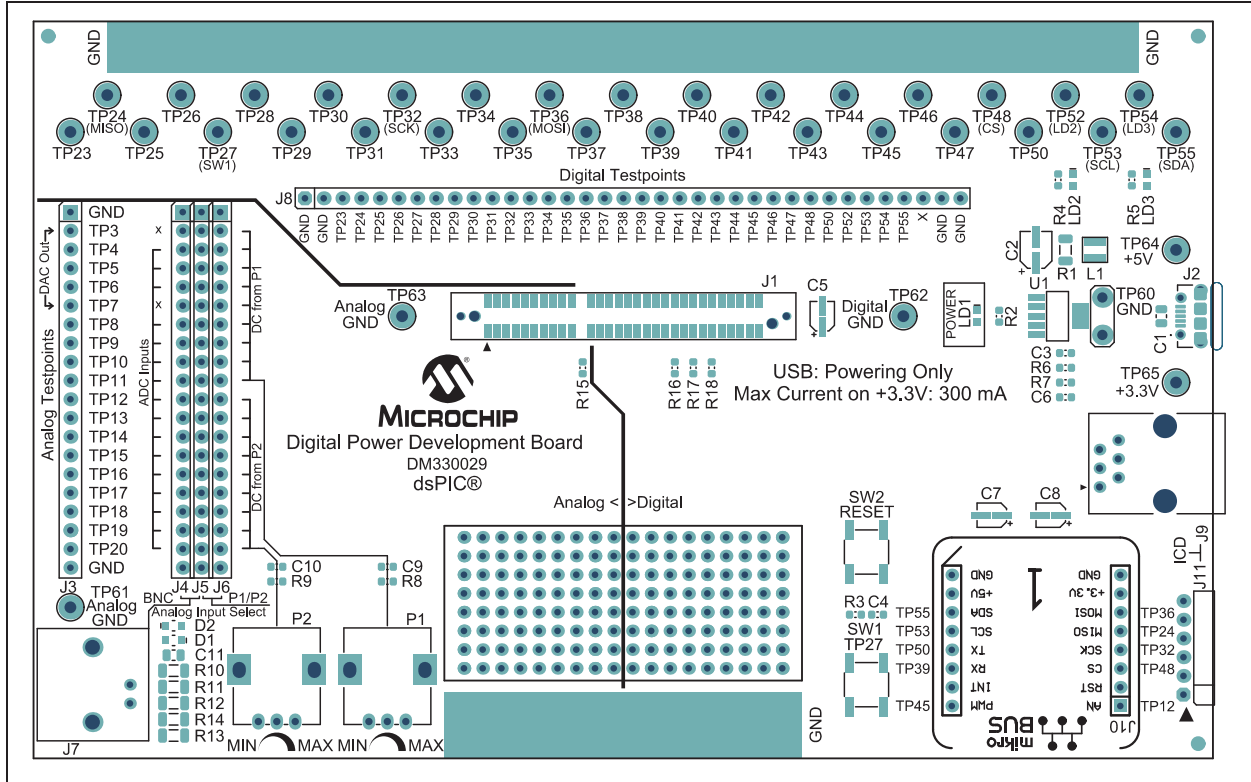 GND
GND
TP24 TP26 TP28 TP30 TP32 TP34 TP36 TP38 TP40 TP42 TP44 TP46 TP48 TP52 TP54
(MISO) (SCK) (MOSI) (CS) (LD2) (LD3)
TP23 TP25 TP27 TP29 TP31 TP33 TP35 TP37 TP39 TP41 TP43 TP45 TP47 TP50 TP53 TP55
(SW1) (SCL) (SDA)
Digital Testpoints
J8
GND GND TP23 TP24 TP25 TP26 TP27 TP28 TP29 TP30 TP31 TP32 TP33 TP34 TP35 TP36 TP37 TP38 TP39 TP40 TP41 TP42 TP43 TP44 TP45 TP46 TP47 TP48 TP50 TP52 TP53 TP54 TP55 X GND GND
R4 LD2 R5 LD3
GND
TP3 x
TP4
TP5
TP6
TP7 x
TP8
TP9
TP10
TP11
TP12
TP13
TP14
TP15
TP16
TP17
TP18
TP19
TP20
GND
DAC Out
Analog Testpoints
ADC Inputs
DC from P1
DC from P2
J3
J4 J5 J6
BNC P1/P2
Analog Input Select
TP61
Analog
GND
Analog
GND
TP63
J1
C5
Digital
GND
TP62
C2
R1
L1
TP64
+5V
U1
POWER
LD1
R2
TP60
GND
J2
C1
C3
R6
R7
C6
TP65
+3.3V
R15
R16
R17
R18
USB: Powering Only
Max Current on +3.3V: 300 mA
MICROCHIP
®
Digital Power Development Board
DM330029
dsPIC®
Analog < >Digital
C10
R9
C9
R8
P2
P1
D2
D1
C11
R10
R11
R12
R14
R13
J7
MIN MAX
MIN MAX
GND
SW2
RESET
C7
C8
R3 C4
SW1
TP27
TP55
TP53
TP50
TP39
TP45
GND
+5V
SDA
SCL
TX
RX
INT
PWM
1
GND
+3.3V
MOSI
MISO
SCK
CS
RST
AN
TP36
TP24
TP32
TP48
TP12
J10
mikro
BUS
ICD
J11
J9